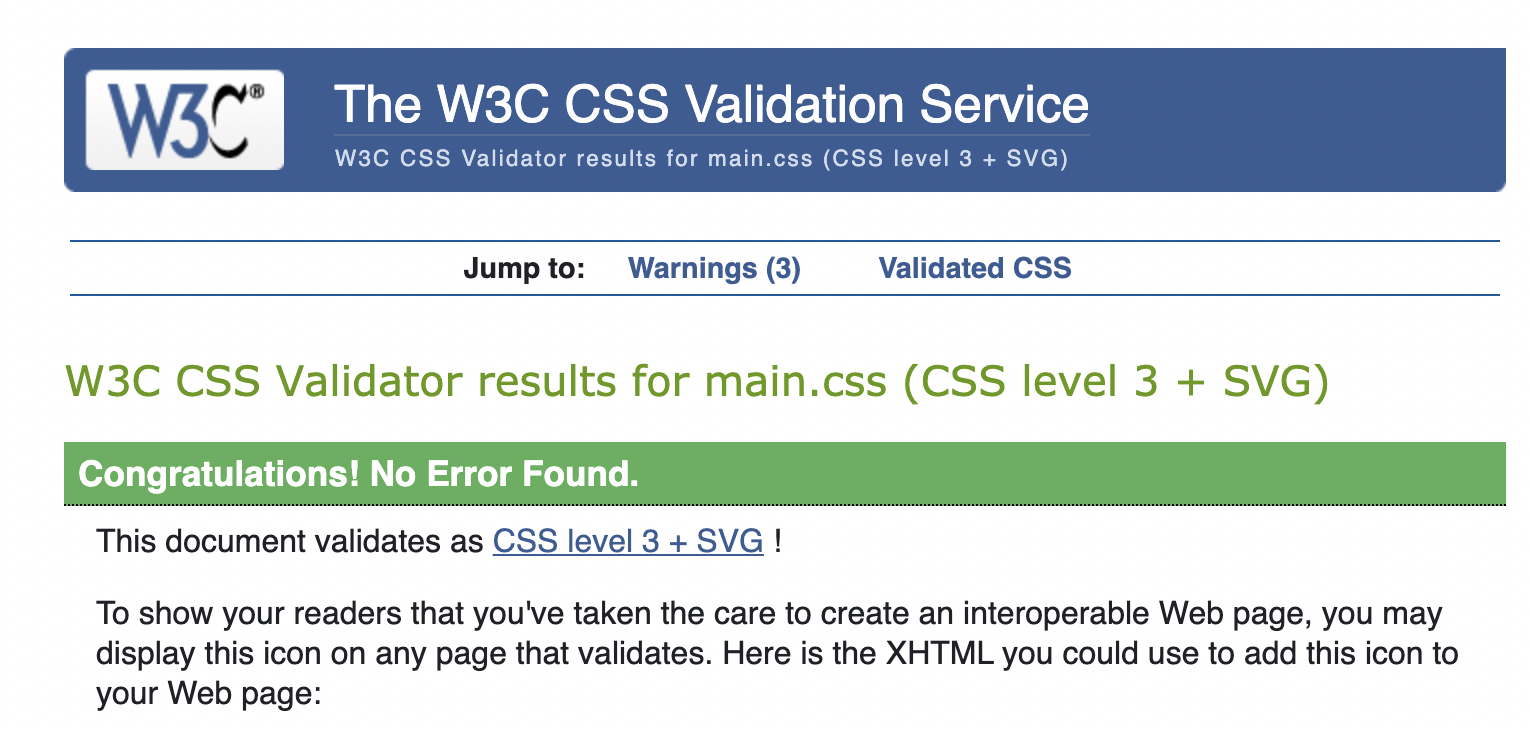 W3C®
The W3C CSS Validation Service
W3C CSS Validator results for main.css (CSS level 3 + SVG)
Jump to: Warnings (3) Validated CSS
W3C CSS Validator results for main.css (CSS level 3 + SVG)
Congratulations! No Error Found.
This document validates as CSS level 3 + SVG !
To show your readers that you've taken the care to create an interoperable Web page, you may
display this icon on any page that validates. Here is the XHTML you could use to add this icon to
your Web page: